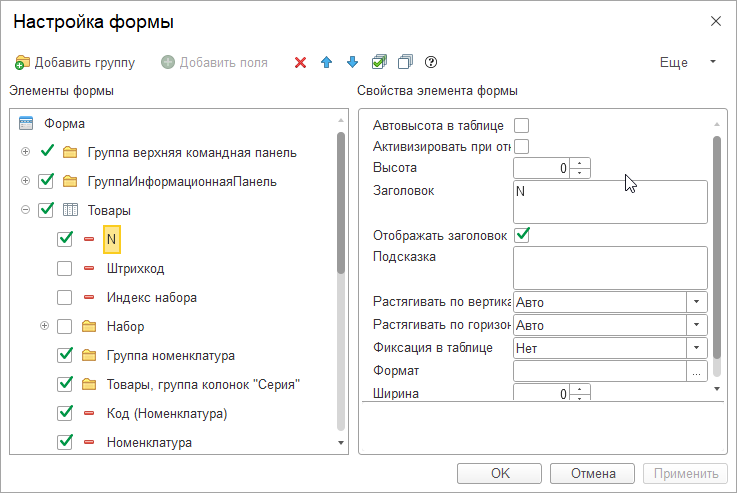 Настройка формы
Добавить группу Добавить поля Еще
Элементы формы
Форма
Группа верхняя командная панель
ГруппаИнформационнаяПанель
Товары
N
Штрихкод
Индекс набора
Набор
Группа номенклатура
Товары, группа колонок "Серия"
Код (Номенклатура)
Номенклатура
Свойства элемента формы
Автовысота в таблице
Активизировать при отк
Высота 0
Заголовок N
Отображать заголовок
Подсказка
Растягивать по вертика Авто
Растягивать по горизон Авто
Фиксация в таблице Нет
Формат ...
Ширина 0
OK Отмена Применить